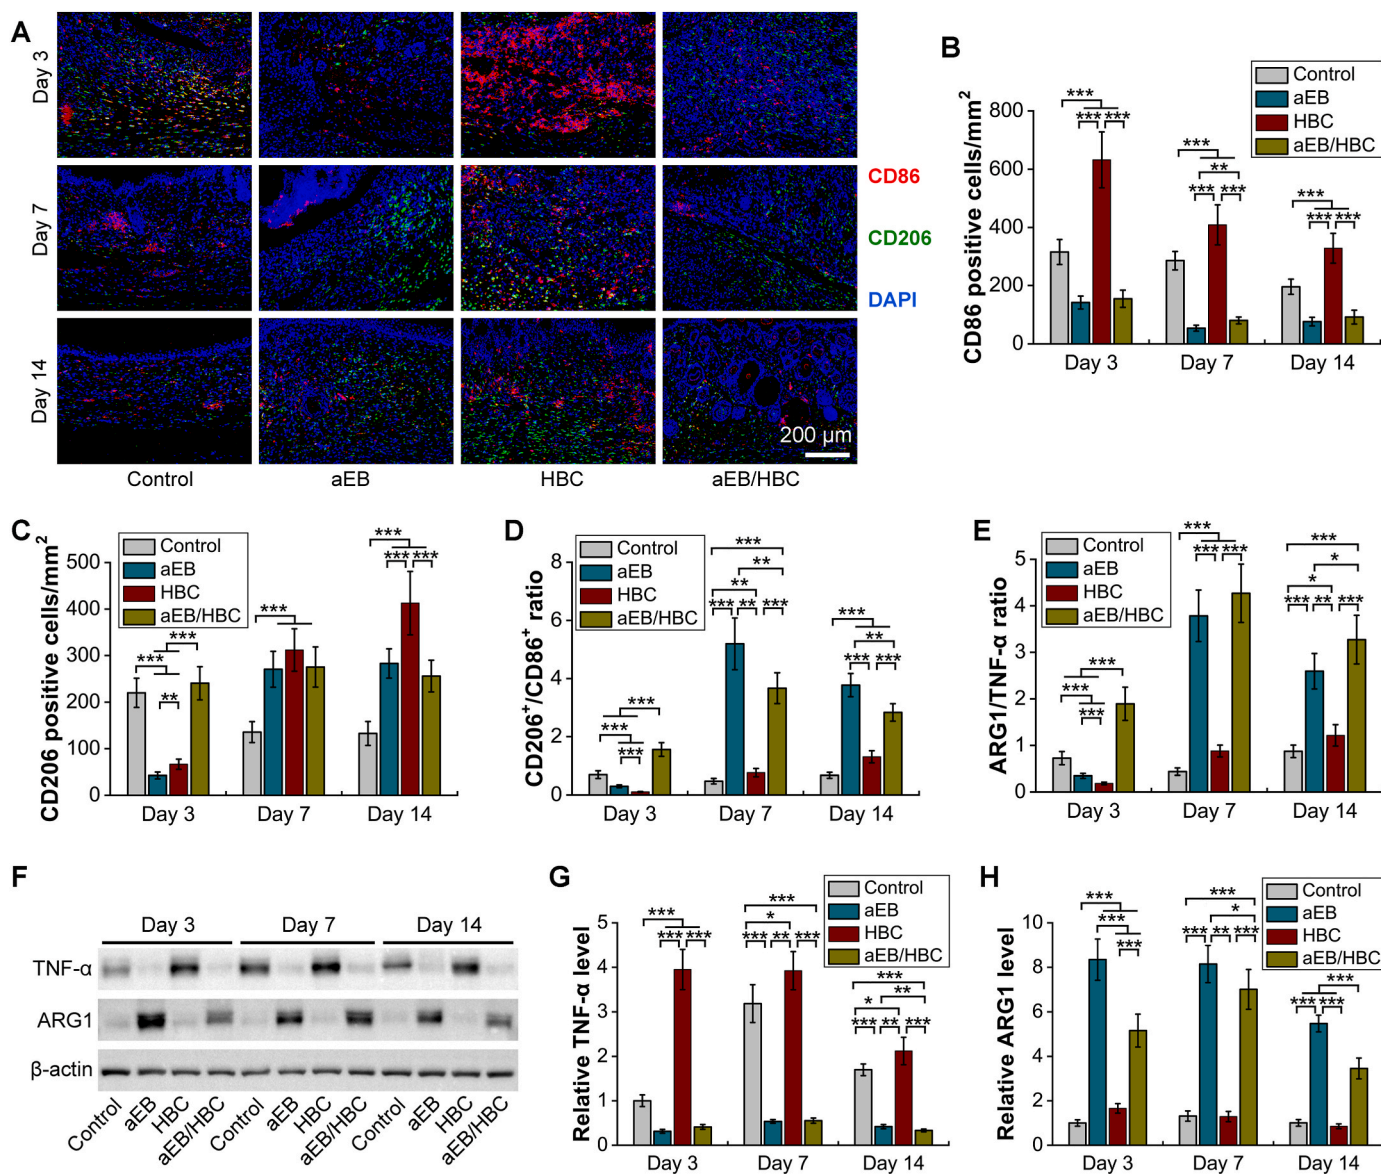 A
Day 3
Day 7
Day 14
CD86
CD206
DAPI
200 μm
Control
aEB
HBC
aEB/HBC
B
Control
aEB
HBC
aEB/HBC
CD86 positive cells/mm²
800
600
400
200
0
***
***
***
***
**
***
***
***
***
***
Day 3
Day 7
Day 14
C
Control
aEB
HBC
aEB/HBC
CD206 positive cells/mm²
500
400
300
200
100
0
***
***
**
***
***
***
***
Day 3
Day 7
Day 14
D
Control
aEB
HBC
aEB/HBC
CD206⁺/CD86⁺ ratio
8
6
4
2
0
***
***
***
***
**
**
***
**
***
***
**
***
***
Day 3
Day 7
Day 14
E
Control
aEB
HBC
aEB/HBC
ARG1/TNF-α ratio
5
4
3
2
1
0
***
***
***
***
***
***
***
*
*
***
**
***
Day 3
Day 7
Day 14
F
Day 3
Day 7
Day 14
TNF-α
ARG1
β-actin
Control
aEB
HBC
aEB/HBC
Control
aEB
HBC
aEB/HBC
Control
aEB
HBC
aEB/HBC
G
Control
aEB
HBC
aEB/HBC
Relative TNF-α level
5
4
3
2
1
0
***
***
***
***
*
***
**
***
***
**
*
***
**
***
Day 3
Day 7
Day 14
H
Control
aEB
HBC
aEB/HBC
Relative ARG1 level
10
8
6
4
2
0
***
***
***
***
*
***
**
***
***
***
***
Day 3
Day 7
Day 14